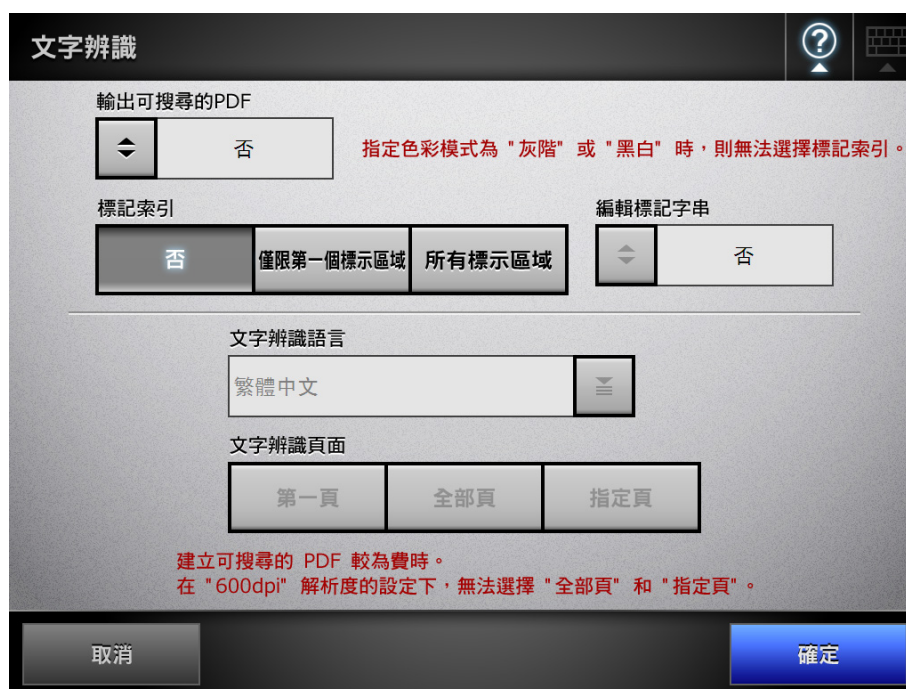 文字辨識
輸出可搜尋的PDF
否
指定色彩模式為 "灰階" 或 "黑白" 時，則無法選擇標記索引。
標記索引
編輯標記字串
否
僅限第一個標示區域
所有標示區域
否
文字辨識語言
繁體中文
文字辨識頁面
第一頁
全部頁
指定頁
建立可搜尋的 PDF 較為費時。
在 "600dpi" 解析度的設定下，無法選擇 "全部頁" 和 "指定頁"。
取消
確定